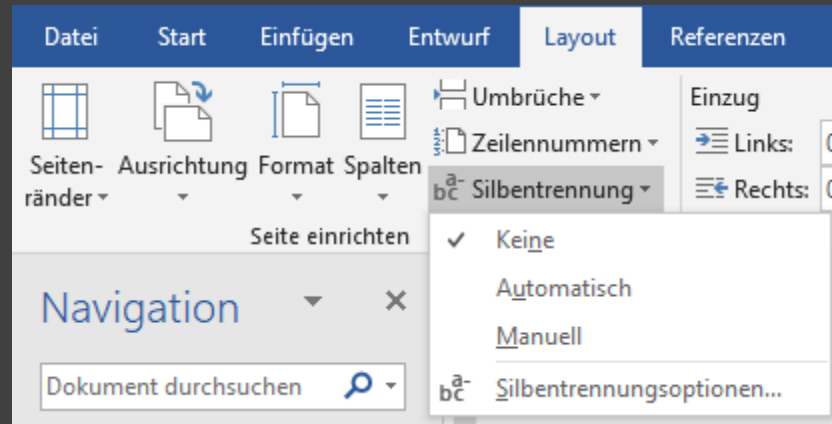 Datei Start Einfügen Entwurf Layout Referenzen
Seiten-
ränder
Ausrichtung
Format
Spalten
Umbrüche
Zeilennummern
Silbentrennung
Einzug
Links:
Rechts:
Seite einrichten
Keine
Automatisch
Manuell
Silbentrennungsoptionen...
Navigation
Dokument durchsuchen